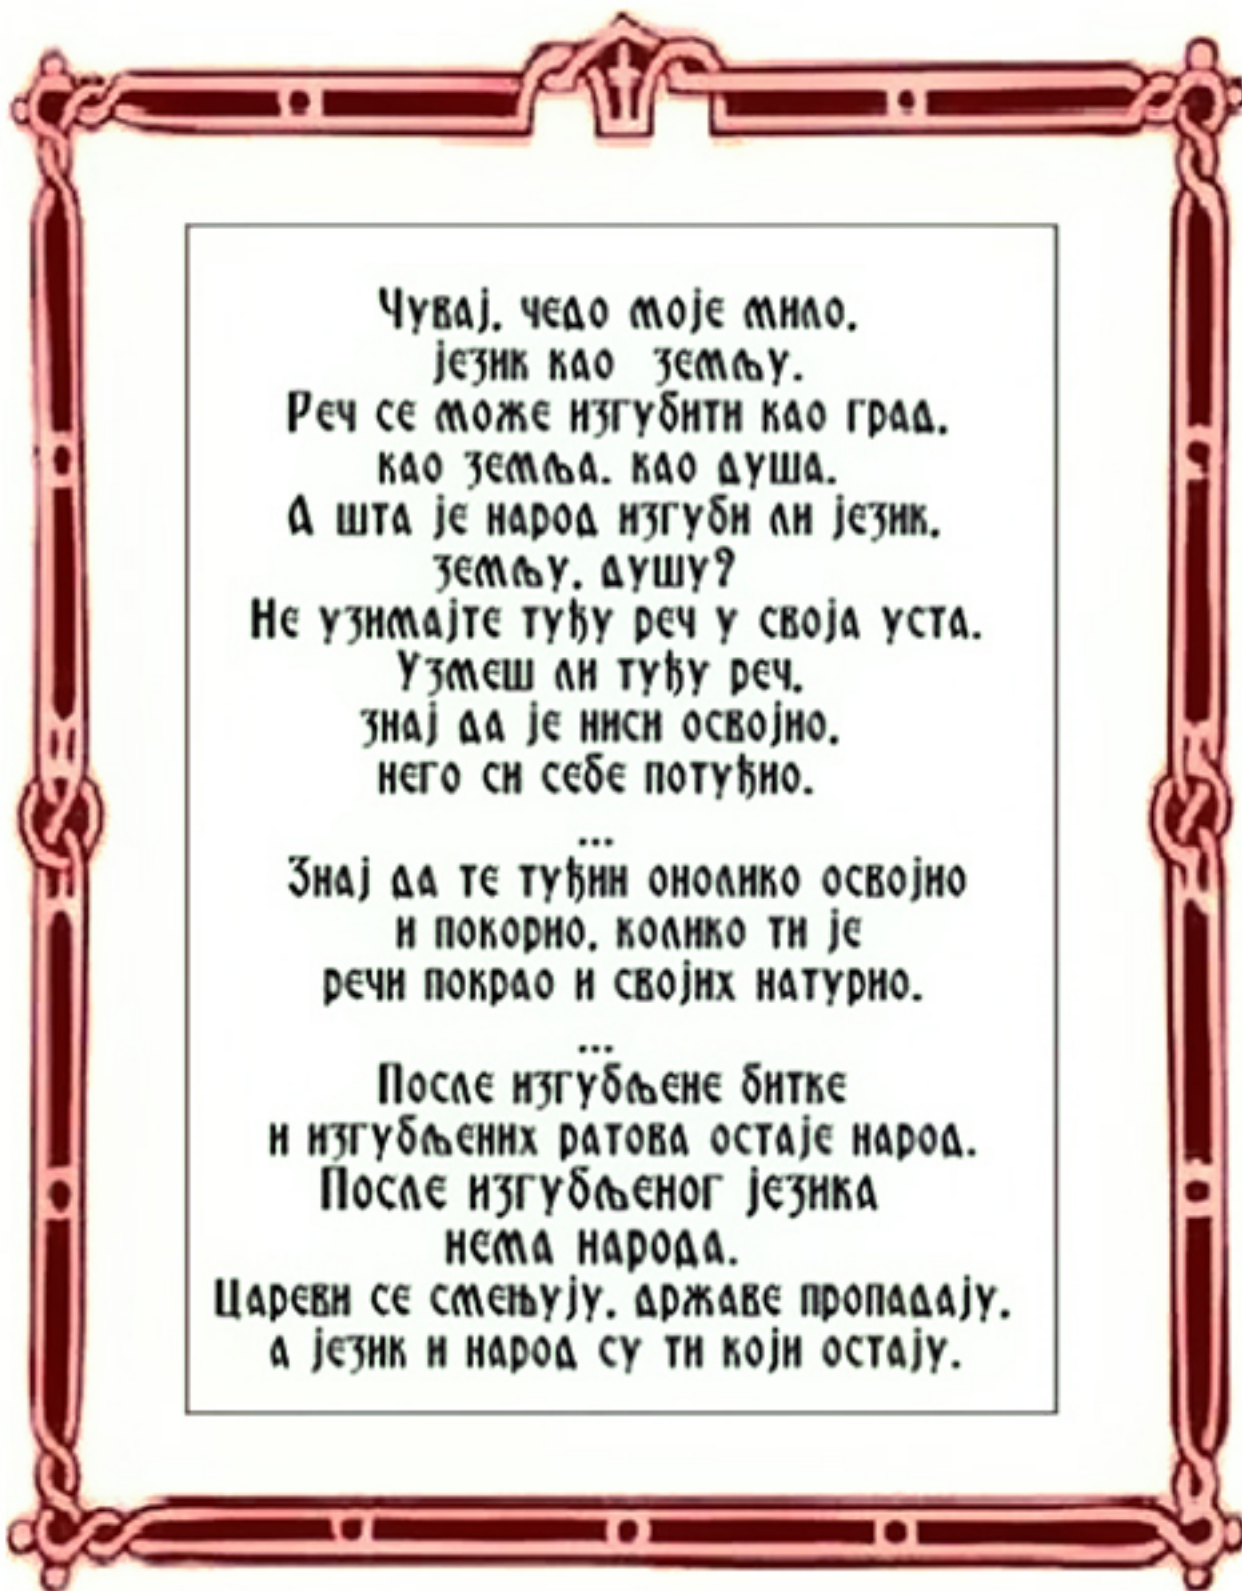 Чувај, чедо моје мило,
језик као земљу.
Реч се може изгубити као град,
као земља, као душа.
А шта је народ изгуби ли језик,
земљу, душу?
Не узимајте туђу реч у своја уста.
Узмеш ли туђу реч,
знај да је ниси освојио,
него си себе потуђио.
...
Знај да те туђин онолико освојио
и покорио, колико ти је
речи покрао и својих натурио.
...
После изгубљене битке
и изгубљених ратова остаје народ.
После изгубљеног језика
нема народа.
Цареви се смењују, државе пропадају,
а језик и народ су ти који остају.